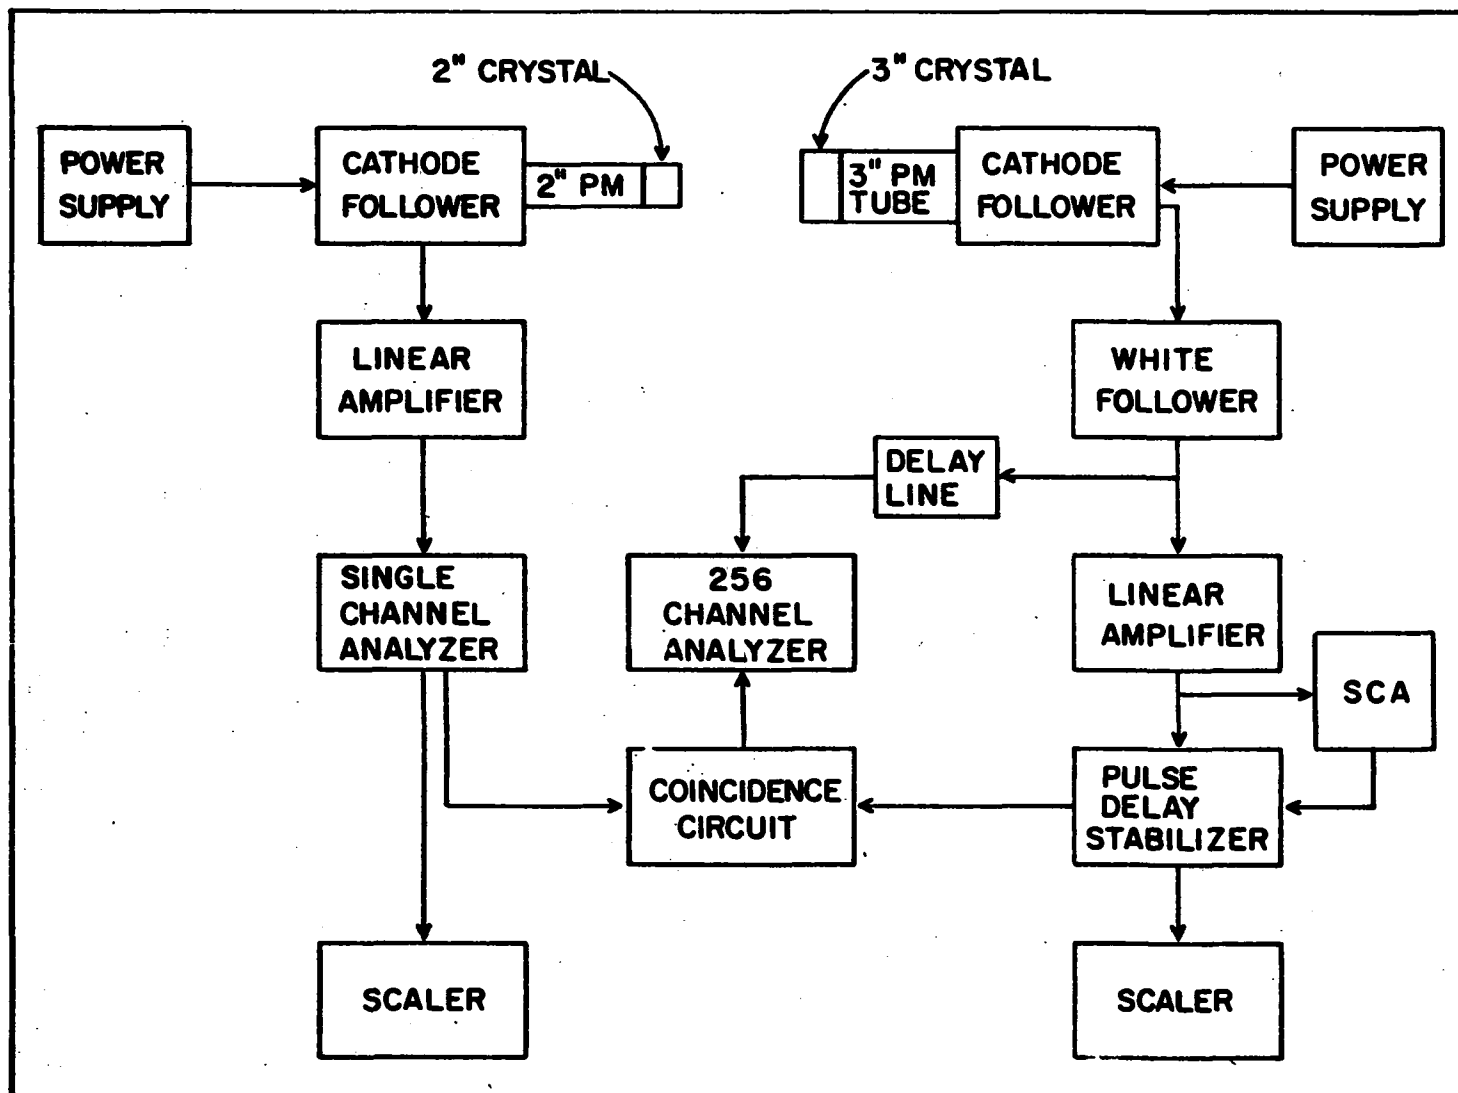 2" CRYSTAL
3" CRYSTAL
POWER
SUPPLY
CATHODE
FOLLOWER
2" PM
3" PM
TUBE
CATHODE
FOLLOWER
POWER
SUPPLY
LINEAR
AMPLIFIER
WHITE
FOLLOWER
DELAY
LINE
SINGLE
CHANNEL
ANALYZER
256
CHANNEL
ANALYZER
LINEAR
AMPLIFIER
SCA
COINCIDENCE
CIRCUIT
PULSE
DELAY
STABILIZER
SCALER
SCALER